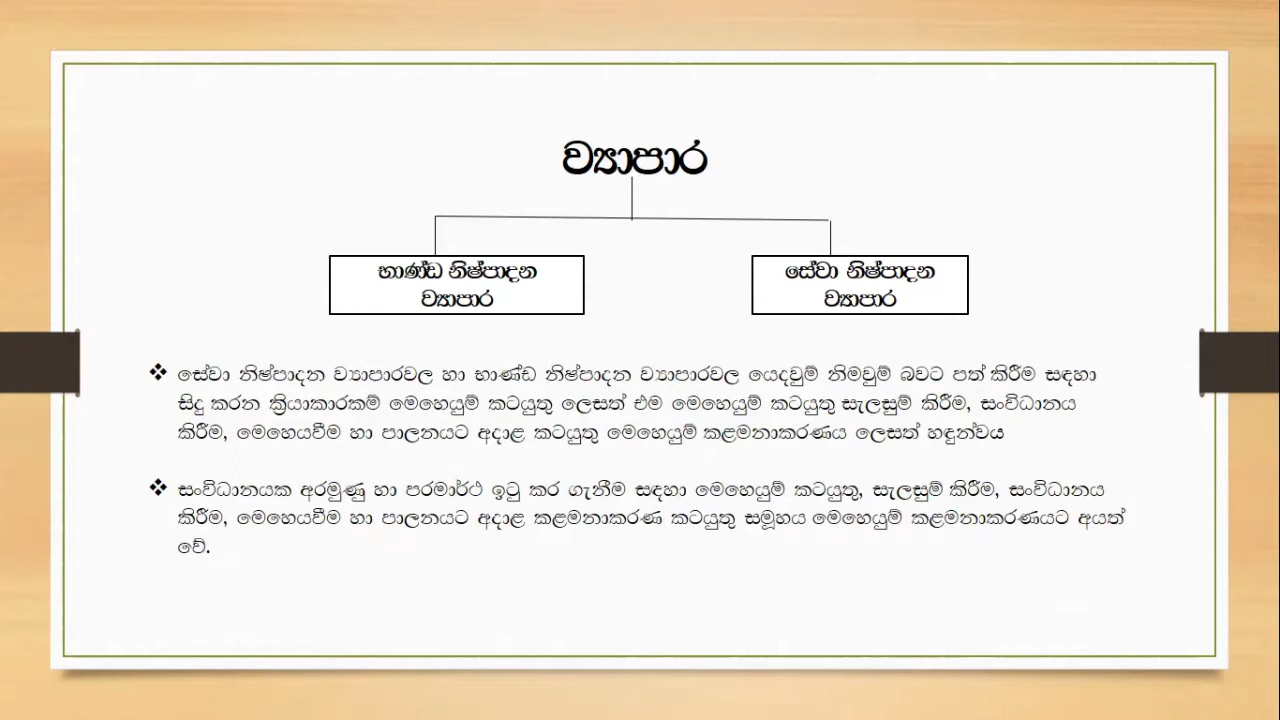 ව්‍යාපාර
භාණ්ඩ නිෂ්පාදන
ව්‍යාපාර
සේවා නිෂ්පාදන
ව්‍යාපාර
❖ සේවා නිෂ්පාදන ව්‍යාපාරවල හා භාණ්ඩ නිෂ්පාදන ව්‍යාපාරවල යෙදවුම් නිමවුම් බවට පත් කිරීම සඳහා
සිදු කරන ක්‍රියාකාරකම් මෙහෙයුම් කටයුතු ලෙසත් එම මෙහෙයුම් කටයුතු සැලසුම් කිරීම, සංවිධානය
කිරීම, මෙහෙයවීම හා පාලනයට අදාළ කටයුතු මෙහෙයුම් කළමනාකරණය ලෙසත් හඳුන්වය
❖ සංවිධානයක අරමුණු හා පරමාර්ථ ඉටු කර ගැනීම සඳහා මෙහෙයුම් කටයුතු, සැලසුම් කිරීම, සංවිධානය
කිරීම, මෙහෙයවීම හා පාලනයට අදාළ කළමනාකරණ කටයුතු සමූහය මෙහෙයුම් කළමනාකරණයට අයත්
වේ.